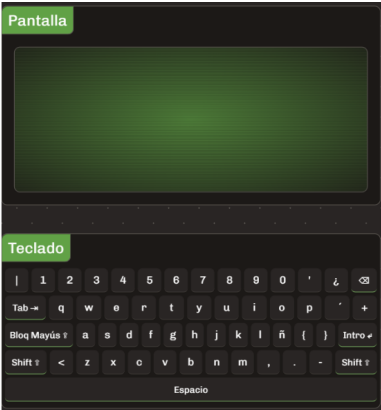 Pantalla
Teclado
| 1 2 3 4 5 6 7 8 9 0 ' ¿ ⌫
Tab ⇥ q w e r t y u i o p ´ +
Bloq Mayús ⇧ a s d f g h j k l ñ { } Intro ↲
Shift ⇧ < z x c v b n m , . - Shift ⇧
Espacio